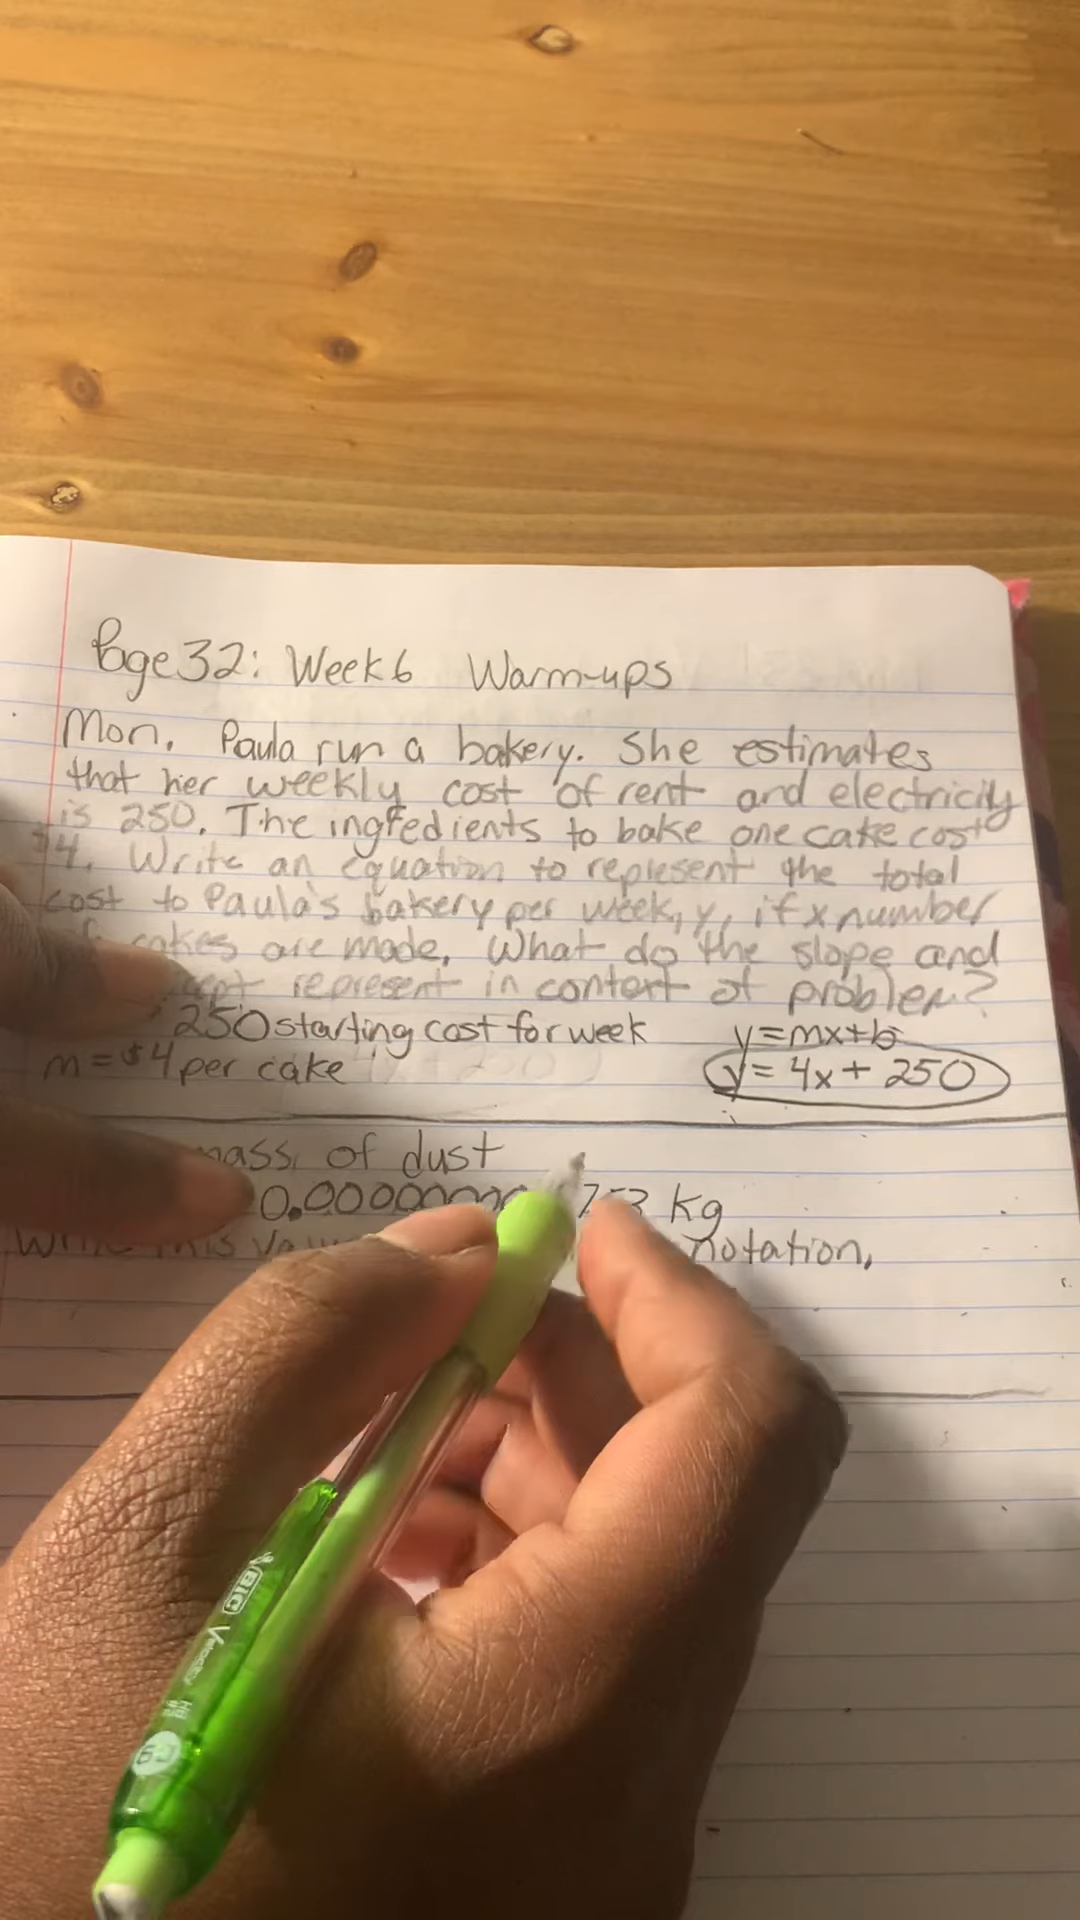 Page 32: Week 6 Warm-ups
Mon. Paula run a bakery. She estimates
that her weekly cost of rent and electricity
is 250. The ingredients to bake one cake cost
$4. Write an equation to represent the total
cost to Paula's bakery per week, y, if x number
cakes are made. What do the slope and
represent in context of problem?
250 starting cost for week
y = mx + b
m = $4 per cake
y = 4x + 250
mass of dust
kg
notation.
BIC Velocity